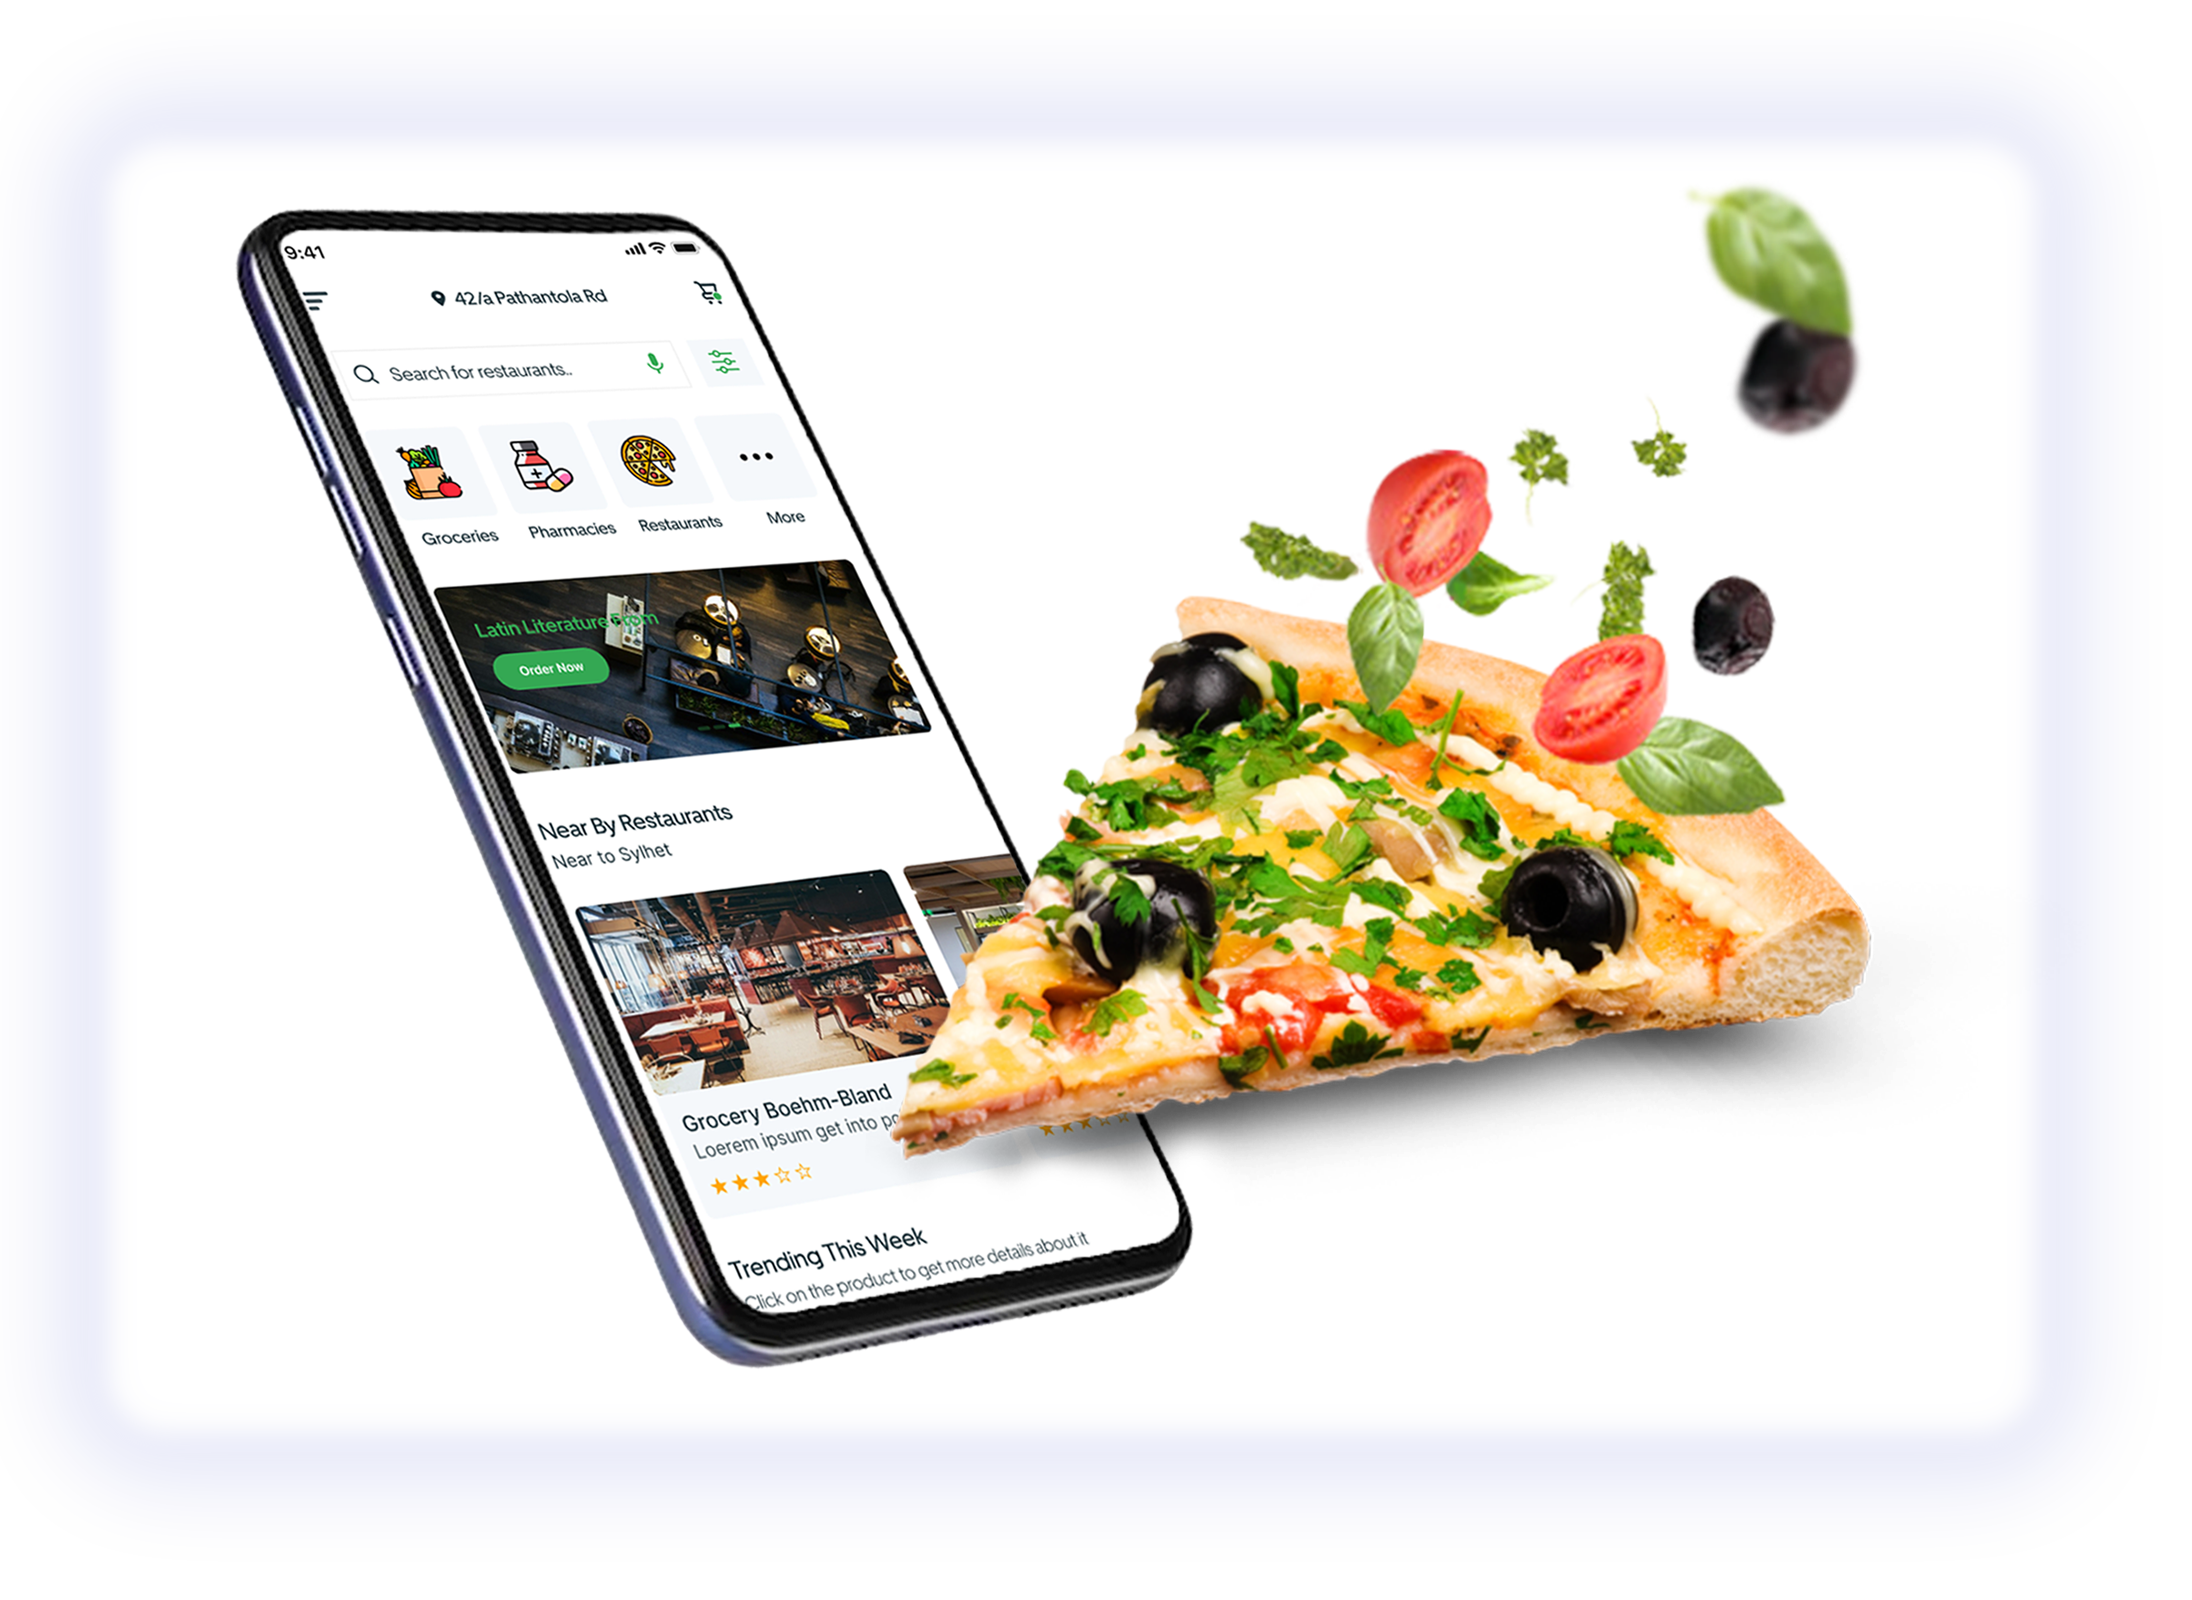 9:41
42/a Pathantola Rd
Search for restaurants..
Groceries
Pharmacies
Restaurants
More
Latin Literature From
Order Now
Near By Restaurants
Near to Sylhet
Grocery Boehm-Bland
Loerem ipsum get into
Trending This Week
Click on the product to get more details about it